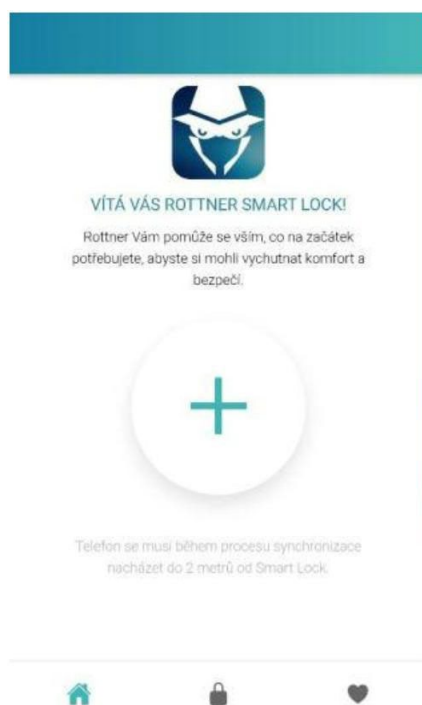 VÍTÁ VÁS ROTTNER SMART LOCK!
Rottner Vám pomůže se vším, co na začátek
potřebujete, abyste si mohli vychutnat komfort a
bezpečí.
Telefon se musí během procesu synchronizace
nacházet do 2 metrů od Smart Lock.